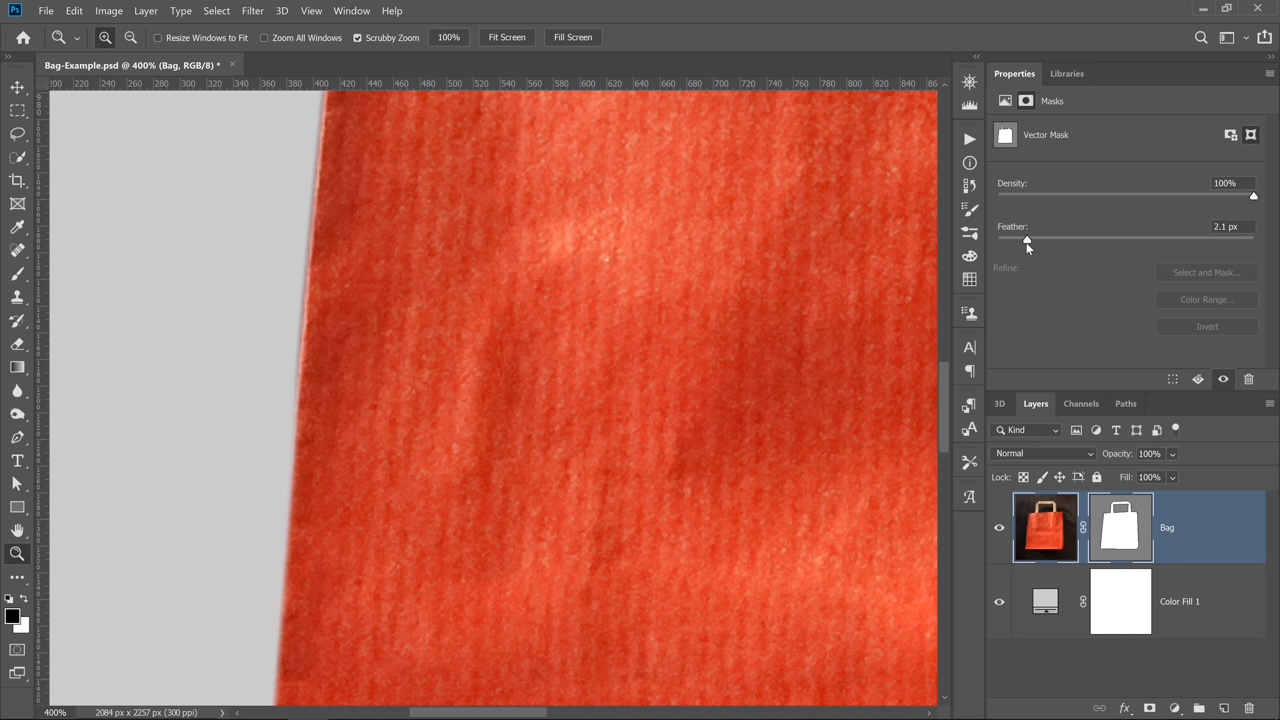 Ps File Edit Image Layer Type Select Filter 3D View Window Help
Resize Windows to Fit Zoom All Windows Scrubby Zoom 100% Fit Screen Fill Screen
Bag-Example.psd @ 400% (Bag, RGB/8) *
200 220 240 260 280 300 320 340 360 380 400 420 440 460 480 500 520 540 560 580 600 620 640 660 680 700 720 740 760 780 800 820 840 86
Properties Libraries
Masks
Vector Mask
Density: 100%
Feather: 2.1 px
Refine: Select and Mask...
Color Range...
Invert
3D Layers Channels Paths
Kind
Normal Opacity: 100%
Lock: Fill: 100%
Bag
Color Fill 1
400% 2084 px x 2257 px (300 ppi)